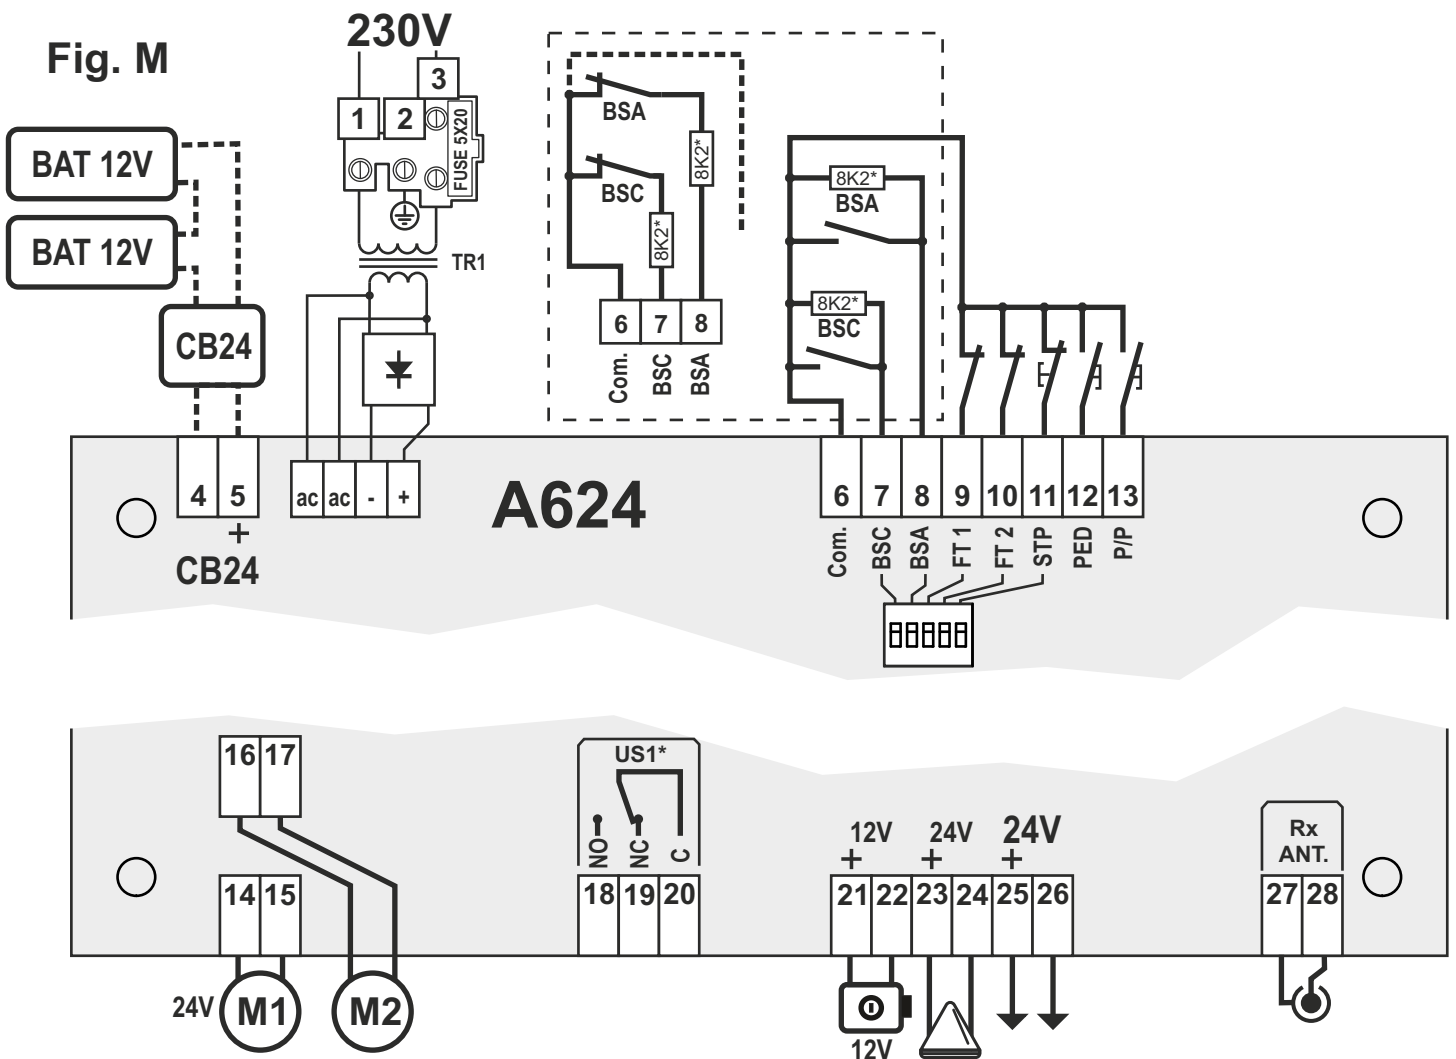 Fig. M
230V
3
1 2
FUSE 5X20
BAT 12V
BAT 12V
CB24
TR1
BSA
8K2*
BSC
8K2*
6 7 8
Com. BSC BSA
8K2*
BSA
8K2*
BSC
4 5
+
CB24
ac ac - +
A624
6 7 8 9 10 11 12 13
Com. BSC BSA FT 1 FT 2 STP PED P/P
16 17
14 15
24V M1 M2
US1*
NO NC C
18 19 20
12V 24V 24V
+ + +
21 22 23 24 25 26
12V
Rx
ANT.
27 28